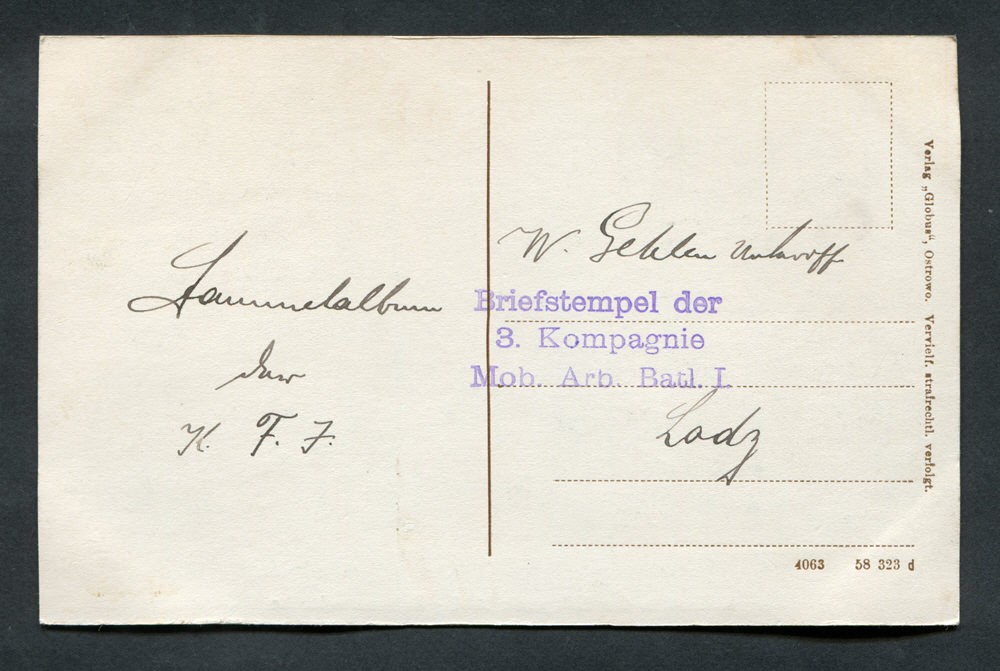 Sammelalbum
der
K. F. J.
W. Gehlen Unteroff
Briefstempel der
3. Kompagnie
Mob. Arb. Batl. I.
Lodz
Verlag „Globus“, Ostrowo. Vervielf. strafrechtl. verfolgt.
4063 58 323 d